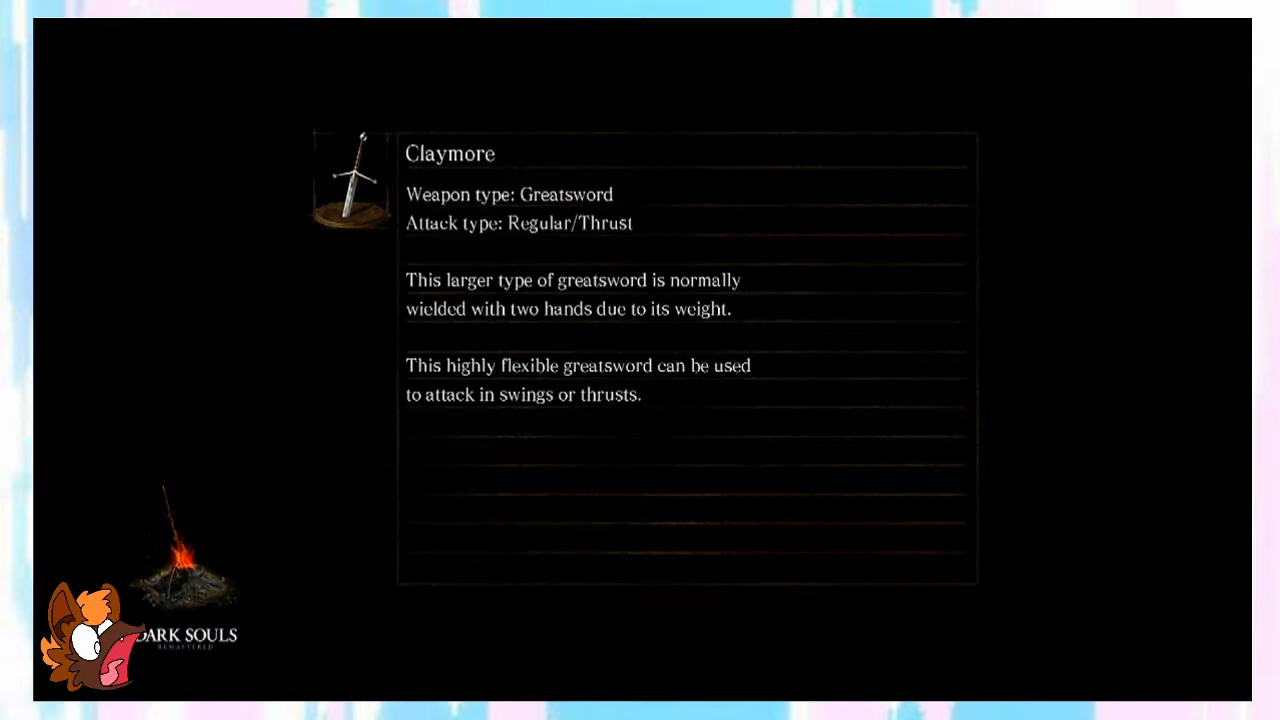 Claymore
Weapon type: Greatsword
Attack type: Regular/Thrust
This larger type of greatsword is normally
wielded with two hands due to its weight.
This highly flexible greatsword can be used
to attack in swings or thrusts.
DARK SOULS
REMASTERED